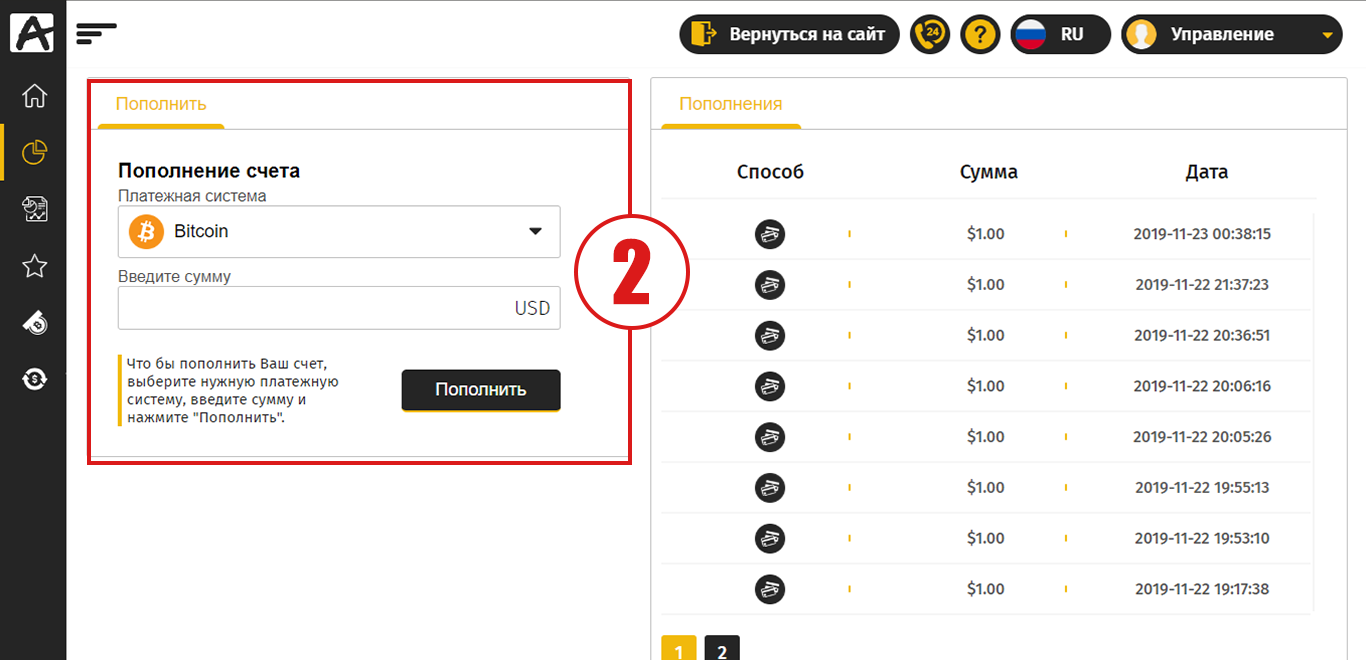 A
Вернуться на сайт
24
?
RU
Управление
Пополнить
Пополнение счета
Платежная система
Bitcoin
Введите сумму
USD
Что бы пополнить Ваш счет,
выберите нужную платежную
систему, введите сумму и
нажмите "Пополнить".
Пополнить
2
Пополнения
Способ Сумма Дата
$1.00 2019-11-23 00:38:15
$1.00 2019-11-22 21:37:23
$1.00 2019-11-22 20:36:51
$1.00 2019-11-22 20:06:16
$1.00 2019-11-22 20:05:26
$1.00 2019-11-22 19:55:13
$1.00 2019-11-22 19:53:10
$1.00 2019-11-22 19:17:38
1 2